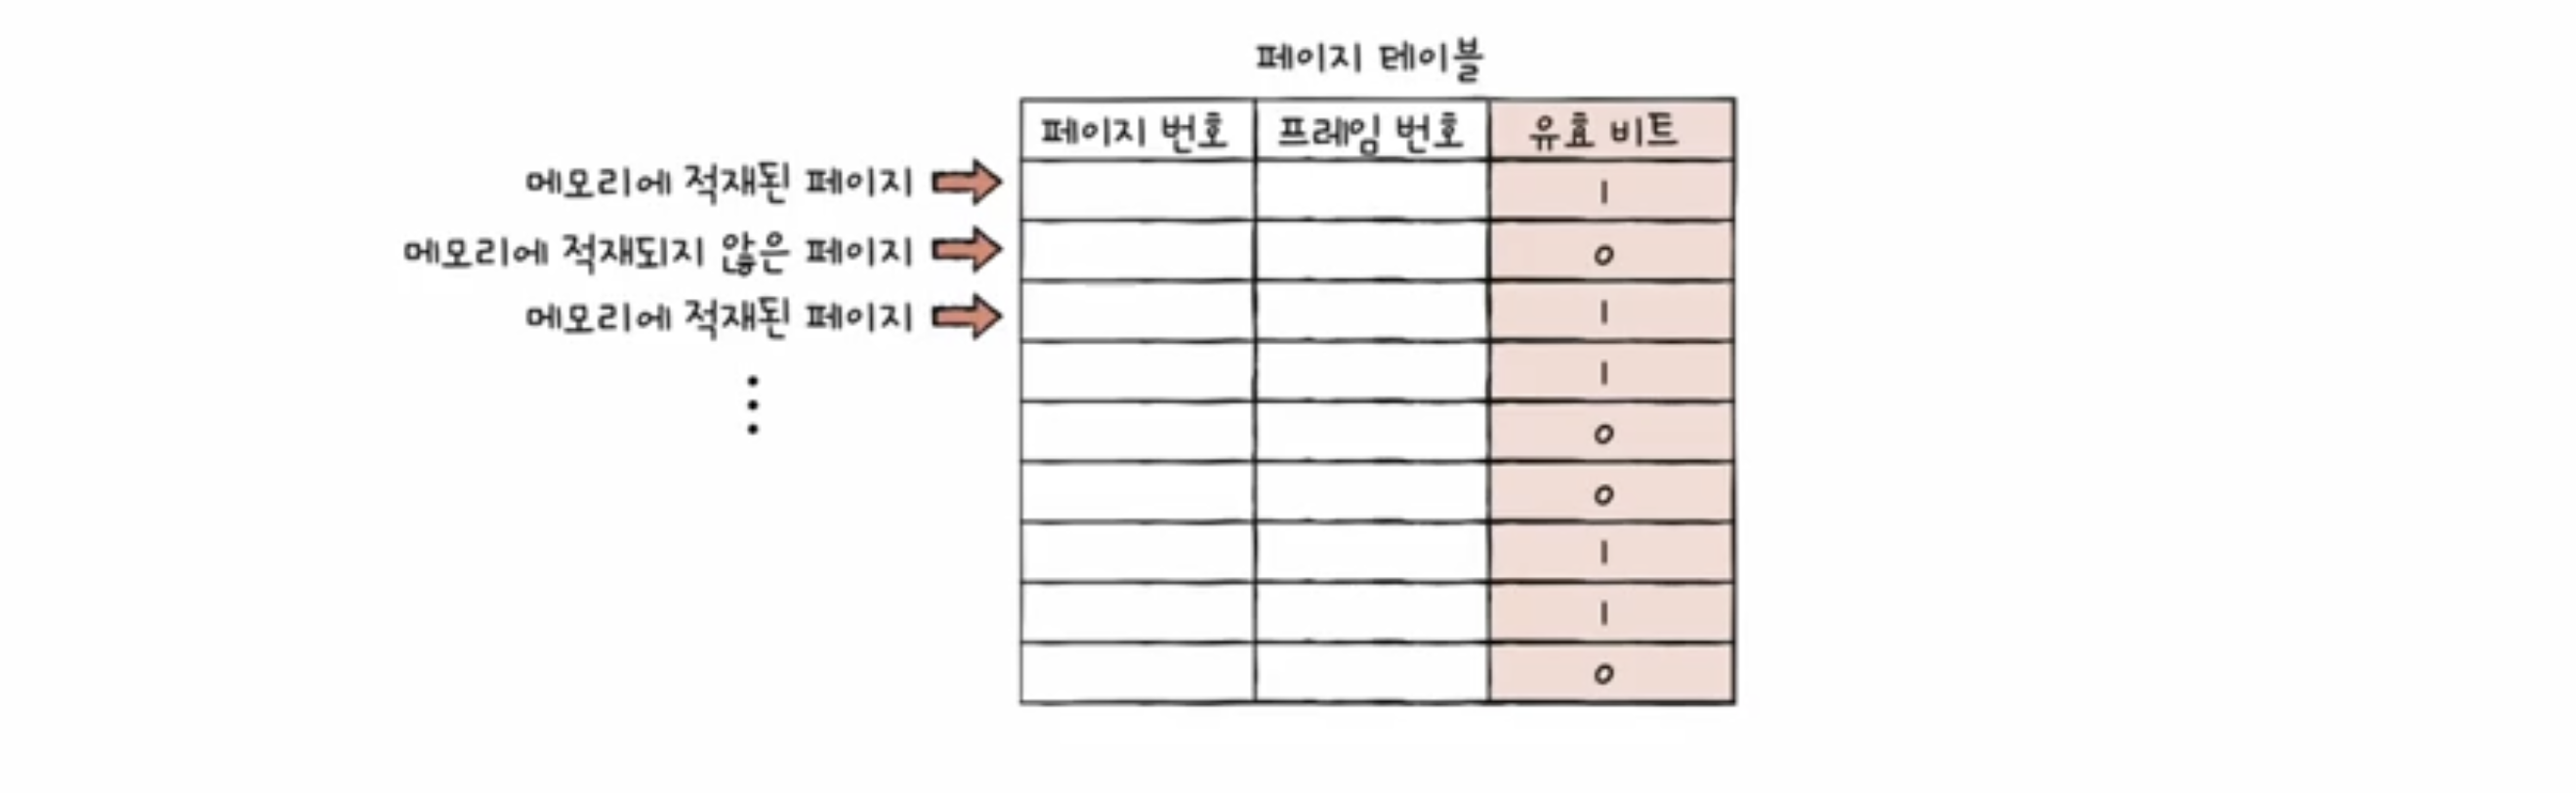 페이지 테이블
페이지 번호 프레임 번호 유효 비트
메모리에 적재된 페이지 1
메모리에 적재되지 않은 페이지 0
메모리에 적재된 페이지 1
1
0
0
1
1
0